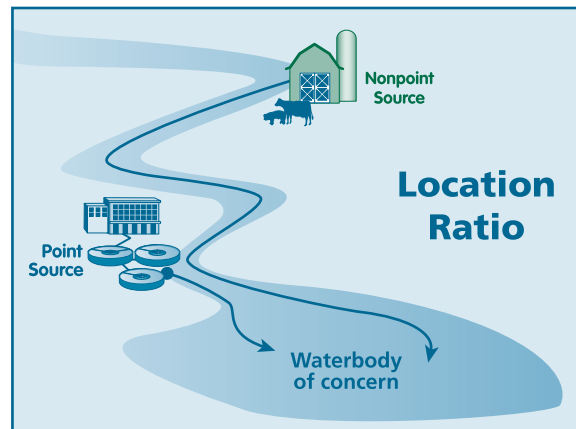 Nonpoint
Source
Location
Ratio
Point
Source
Waterbody
of concern